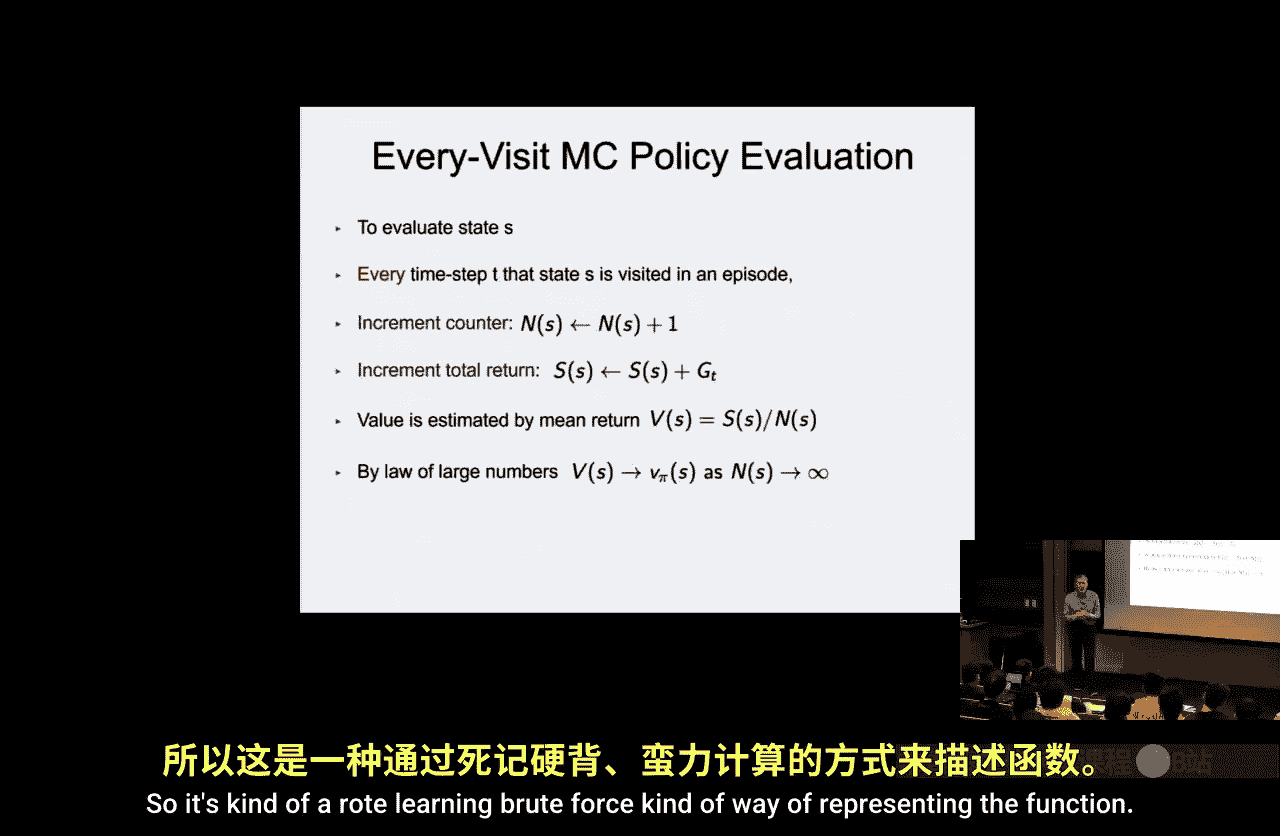 Every-Visit MC Policy Evaluation
To evaluate state s
Every time-step t that state s is visited in an episode,
Increment counter: N(s) ← N(s) + 1
Increment total return: S(s) ← S(s) + Gₜ
Value is estimated by mean return V(s) = S(s)/N(s)
By law of large numbers V(s) → vπ(s) as N(s) → ∞
所以这是一种通过死记硬背、蛮力计算的方式来描述函数。
So it's kind of a rote learning brute force kind of way of representing the function.